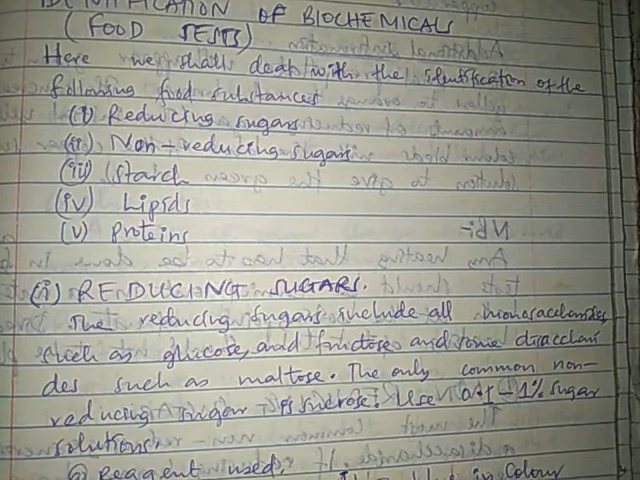 IDENTIFICATION OF BIOCHEMICALS
(FOOD TESTS)
Here we shall deal with the identification of the
following food substances
(i) Reducing sugars
(ii) Non-reducing sugars
(iii) Starch
(iv) Lipids
(v) Proteins
(i) REDUCING SUGARS.
The reducing sugars include all monosaccharides
such as glucose, and fructose and some disacchari
des such as maltose. The only common non-
reducing sugar is sucrose. Use 0.1 - 1% sugar
solutions.
Reagent used,
in colour